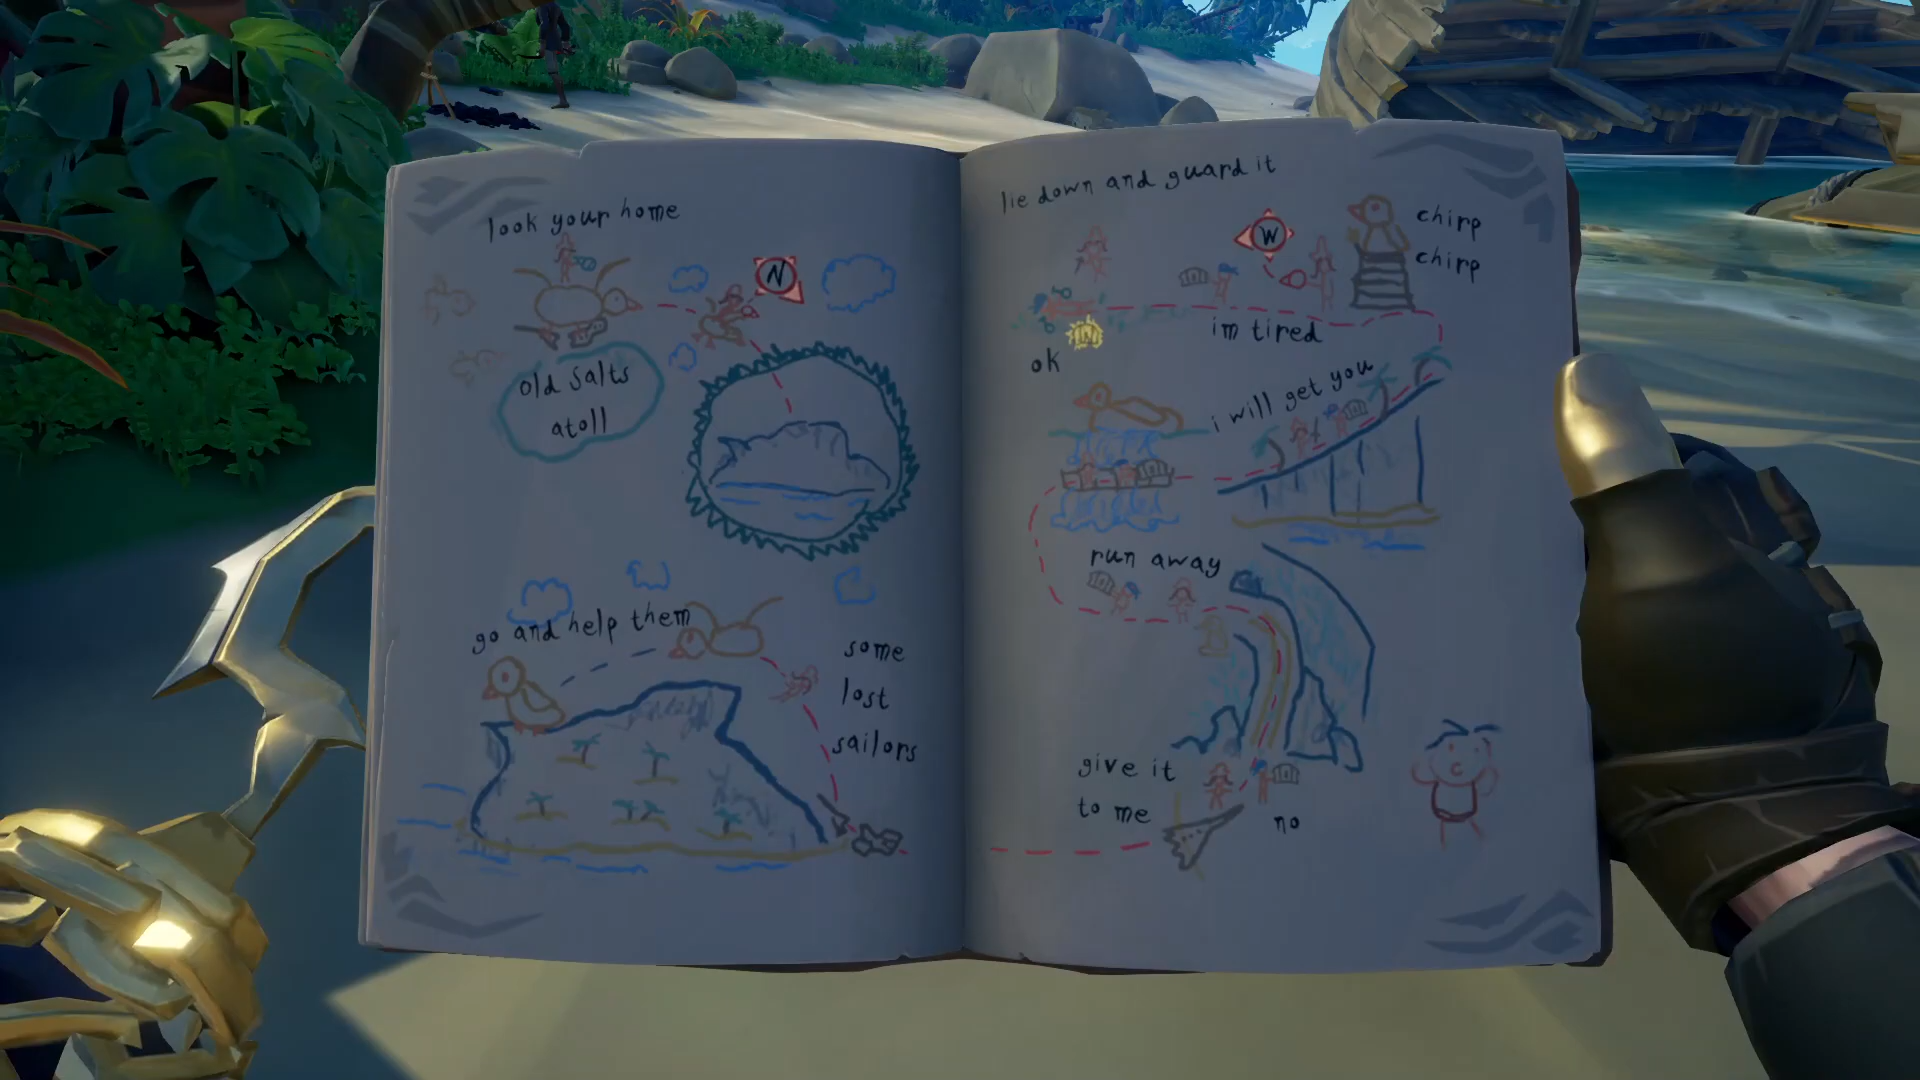 look your home
N
old salts
atoll
go and help them
some
lost
sailors
lie down and guard it
W
chirp
chirp
im tired
ok
i will get you
run away
give it
to me
no